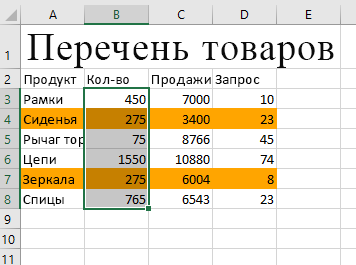 A B C D E
1 Перечень товаров
2 Продукт Кол-во Продажи Запрос
3 Рамки 450 7000 10
4 Сиденья 275 3400 23
5 Рычаг тор 75 8766 45
6 Цепи 1550 10880 74
7 Зеркала 275 6004 8
8 Спицы 765 6543 23
9
10
11